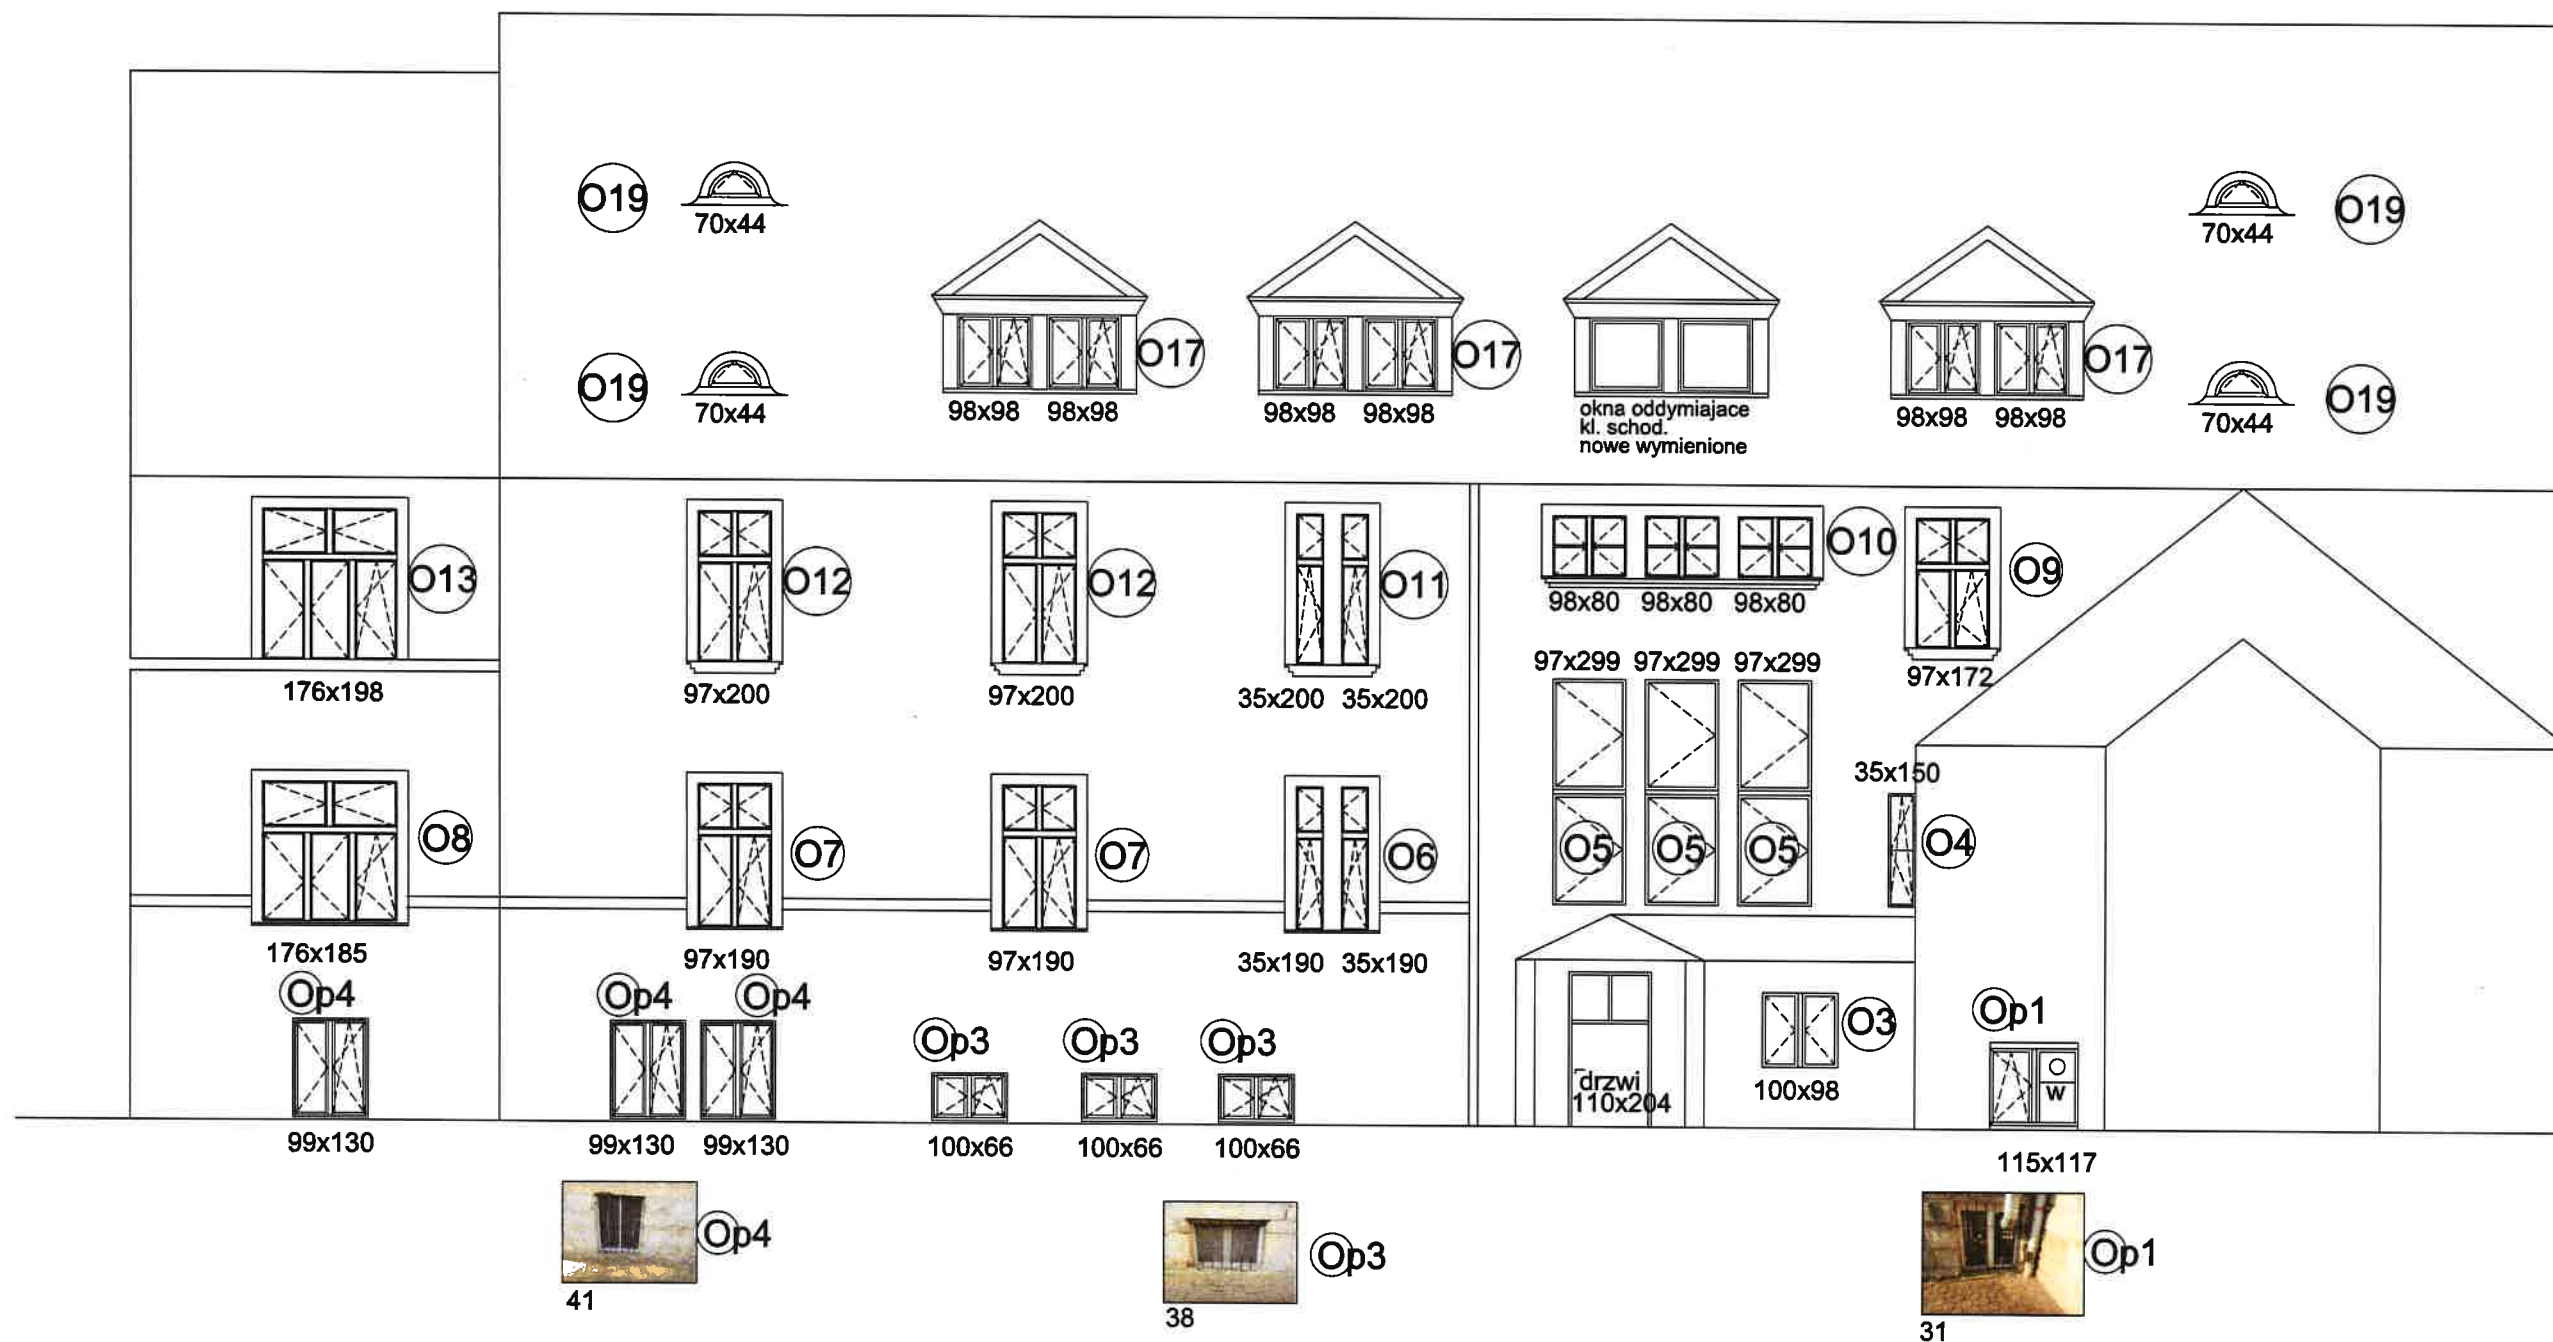 O19
70x44
70x44
O19
O19
70x44
O17
98x98 98x98
O17
98x98 98x98
okna oddymiajace
kl. schod.
nowe wymienione
O17
98x98 98x98
70x44
O19
O13
176x198
O12
97x200
O12
97x200
O11
35x200 35x200
O10
98x80 98x80 98x80
O9
97x172
97x299 97x299 97x299
O5 O5 O5
35x150
O4
O8
176x185
O7
97x190
O7
97x190
O6
35x190 35x190
Op4
99x130
Op4 Op4
99x130 99x130
Op3 Op3 Op3
100x66 100x66 100x66
drzwi
110x204
O3
100x98
Op1
W
115x117
Op4
41
Op3
38
Op1
31